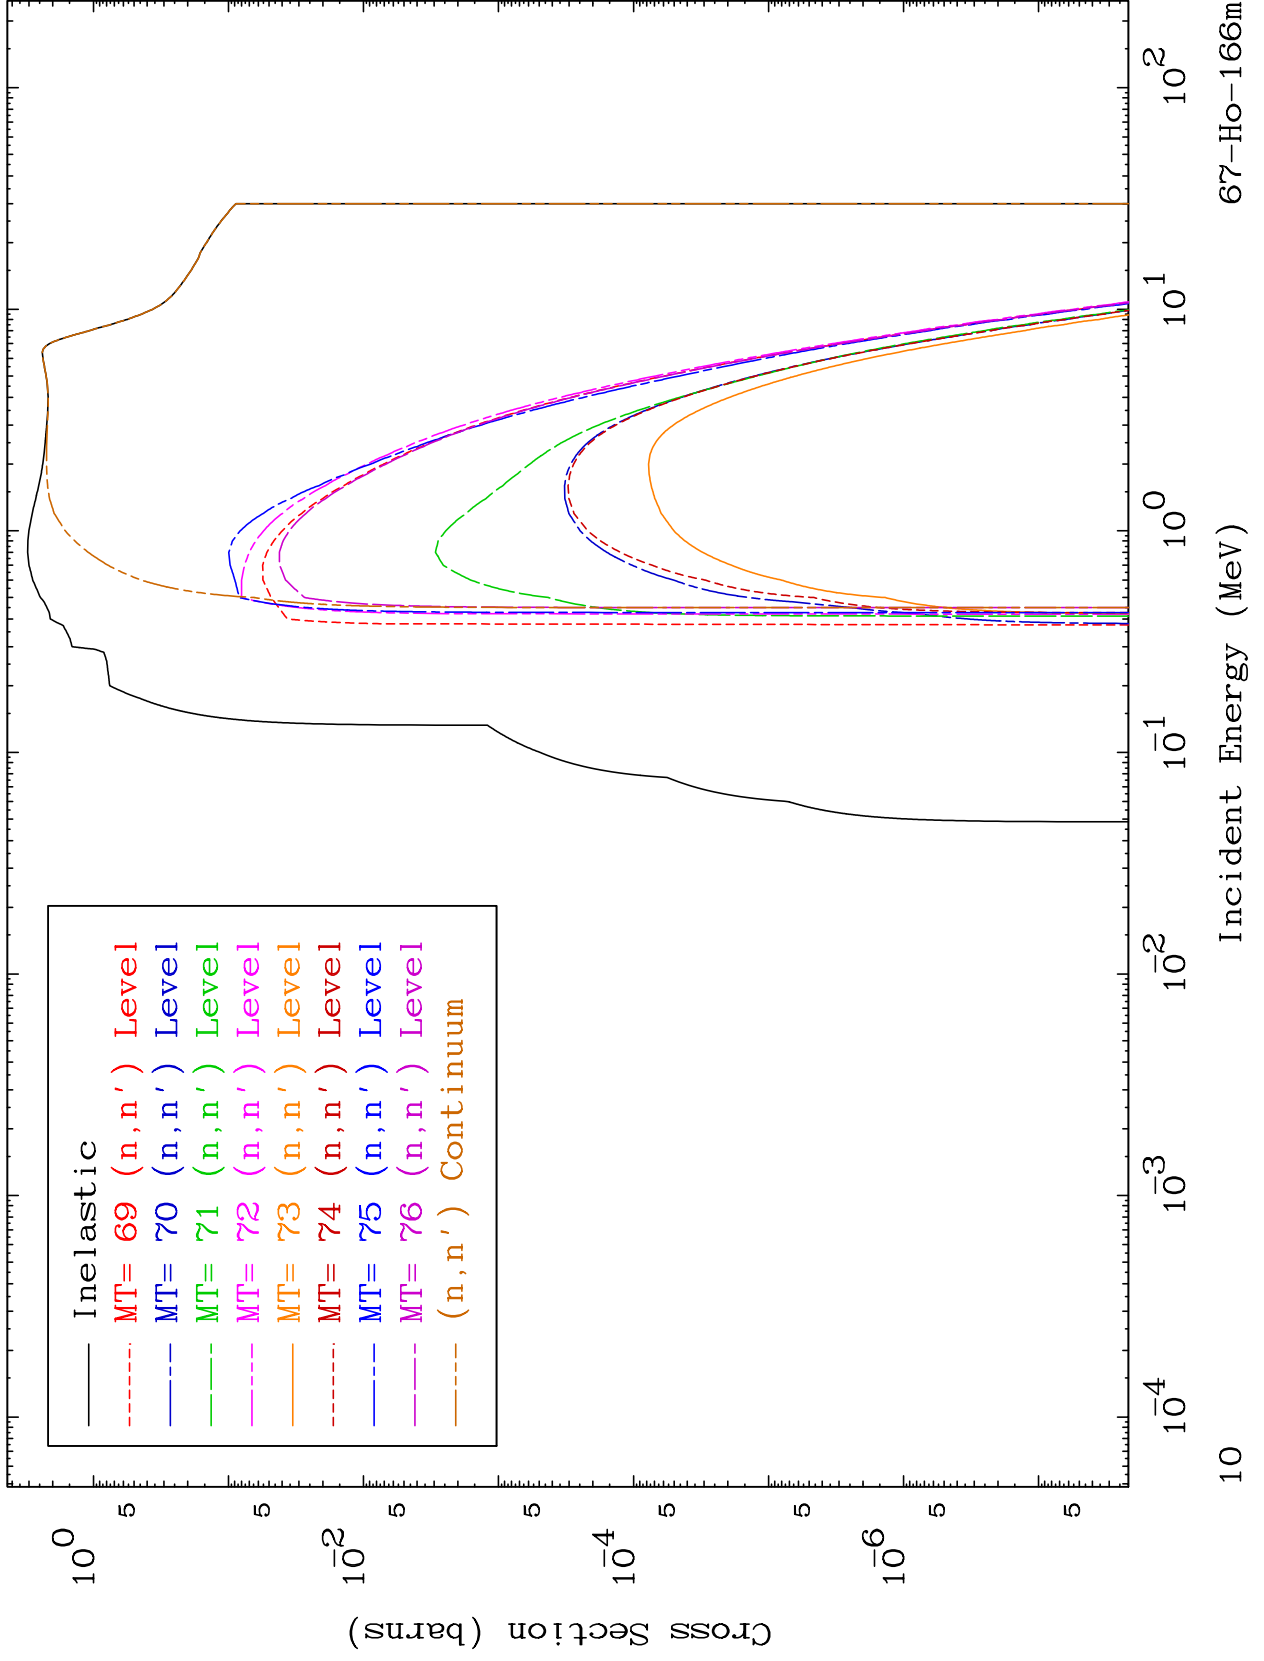 Inelastic
MT= 69 (n,n') Level
MT= 70 (n,n') Level
MT= 71 (n,n') Level
MT= 72 (n,n') Level
MT= 73 (n,n') Level
MT= 74 (n,n') Level
MT= 75 (n,n') Level
MT= 76 (n,n') Level
(n,n') Continuum
Cross Section (barns)
10^0
5
5
10^-2
5
5
10^-4
5
5
10^-6
5
5
10^-4
10^-3
10^-2
10^-1
10^0
10^1
10^2
Incident Energy (MeV)
10
67-Ho-166m